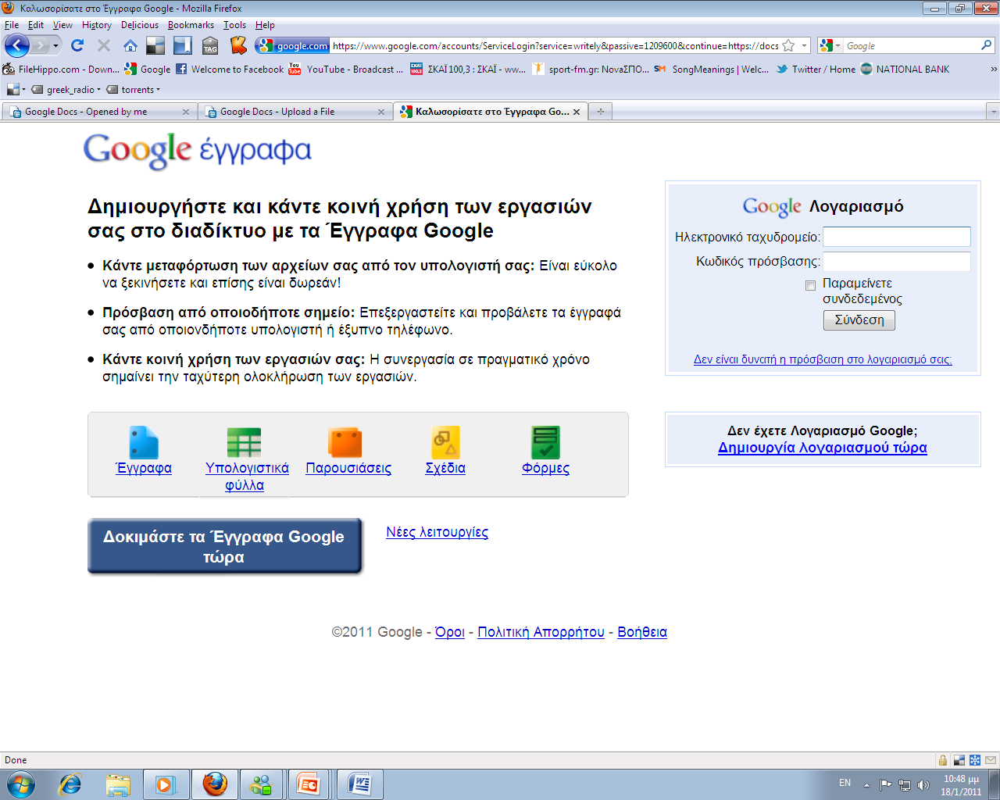 Καλωσορίσατε στο Έγγραφα Google - Mozilla Firefox
File Edit View History Delicious Bookmarks Tools Help
google.com https://www.google.com/accounts/ServiceLogin?service=writely&passive=1209600&continue=https://docs Google
FileHippo.com - Down... Google Welcome to Facebook YouTube - Broadcast ... ΣΚΑΪ 100,3 : ΣΚΑΪ - ww... sport-fm.gr: NovaΣΠΟ... SongMeanings | Welc... Twitter / Home NATIONAL BANK »
greek_radio torrents
Google Docs - Opened by me Google Docs - Upload a File Καλωσορίσατε στο Έγγραφα Go...
Google έγγραφα
Δημιουργήστε και κάντε κοινή χρήση των εργασιών
σας στο διαδίκτυο με τα Έγγραφα Google
• Κάντε μεταφόρτωση των αρχείων σας από τον υπολογιστή σας: Είναι εύκολο
να ξεκινήσετε και επίσης είναι δωρεάν!
• Πρόσβαση από οποιοδήποτε σημείο: Επεξεργαστείτε και προβάλετε τα έγγραφά
σας από οποιονδήποτε υπολογιστή ή έξυπνο τηλέφωνο.
• Κάντε κοινή χρήση των εργασιών σας: Η συνεργασία σε πραγματικό χρόνο
σημαίνει την ταχύτερη ολοκλήρωση των εργασιών.
Έγγραφα Υπολογιστικά Παρουσιάσεις Σχέδια Φόρμες
φύλλα
Δοκιμάστε τα Έγγραφα Google
τώρα
Νέες λειτουργίες
Google Λογαριασμό
Ηλεκτρονικό ταχυδρομείο:
Κωδικός πρόσβασης:
Παραμείνετε
συνδεδεμένος
Σύνδεση
Δεν είναι δυνατή η πρόσβαση στο λογαριασμό σας;
Δεν έχετε Λογαριασμό Google;
Δημιουργία Λογαριασμού τώρα
©2011 Google - Όροι - Πολιτική Απορρήτου - Βοήθεια
Done
EN 10:48 μμ
18/1/2011